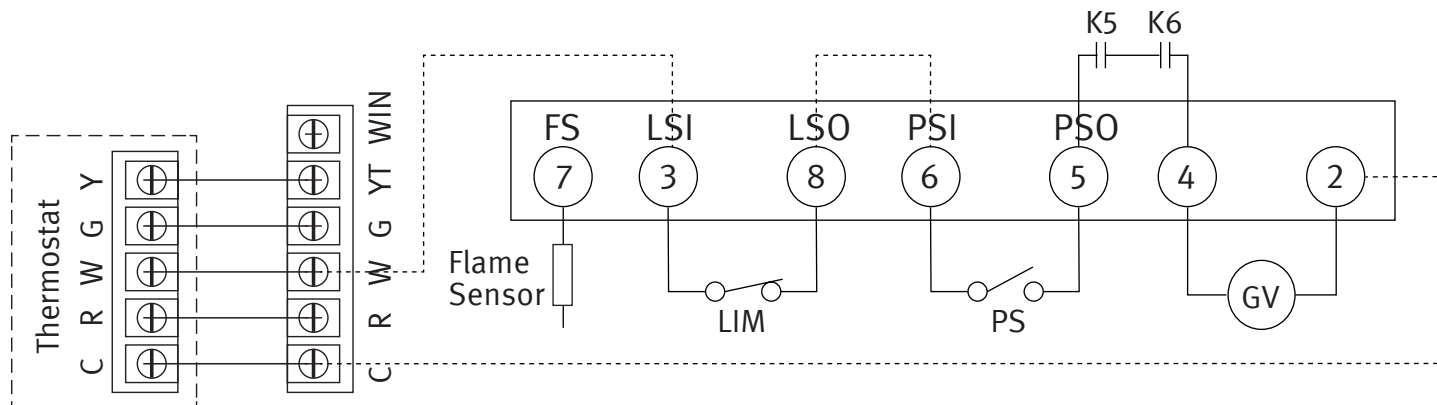 K5 K6
FS LSI LSO PSI PSO
7 3 8 6 5 4 2
Thermostat
Y
G
W
R
C
WIN
YT
G
W
R
C
Flame
Sensor
LIM
PS
GV